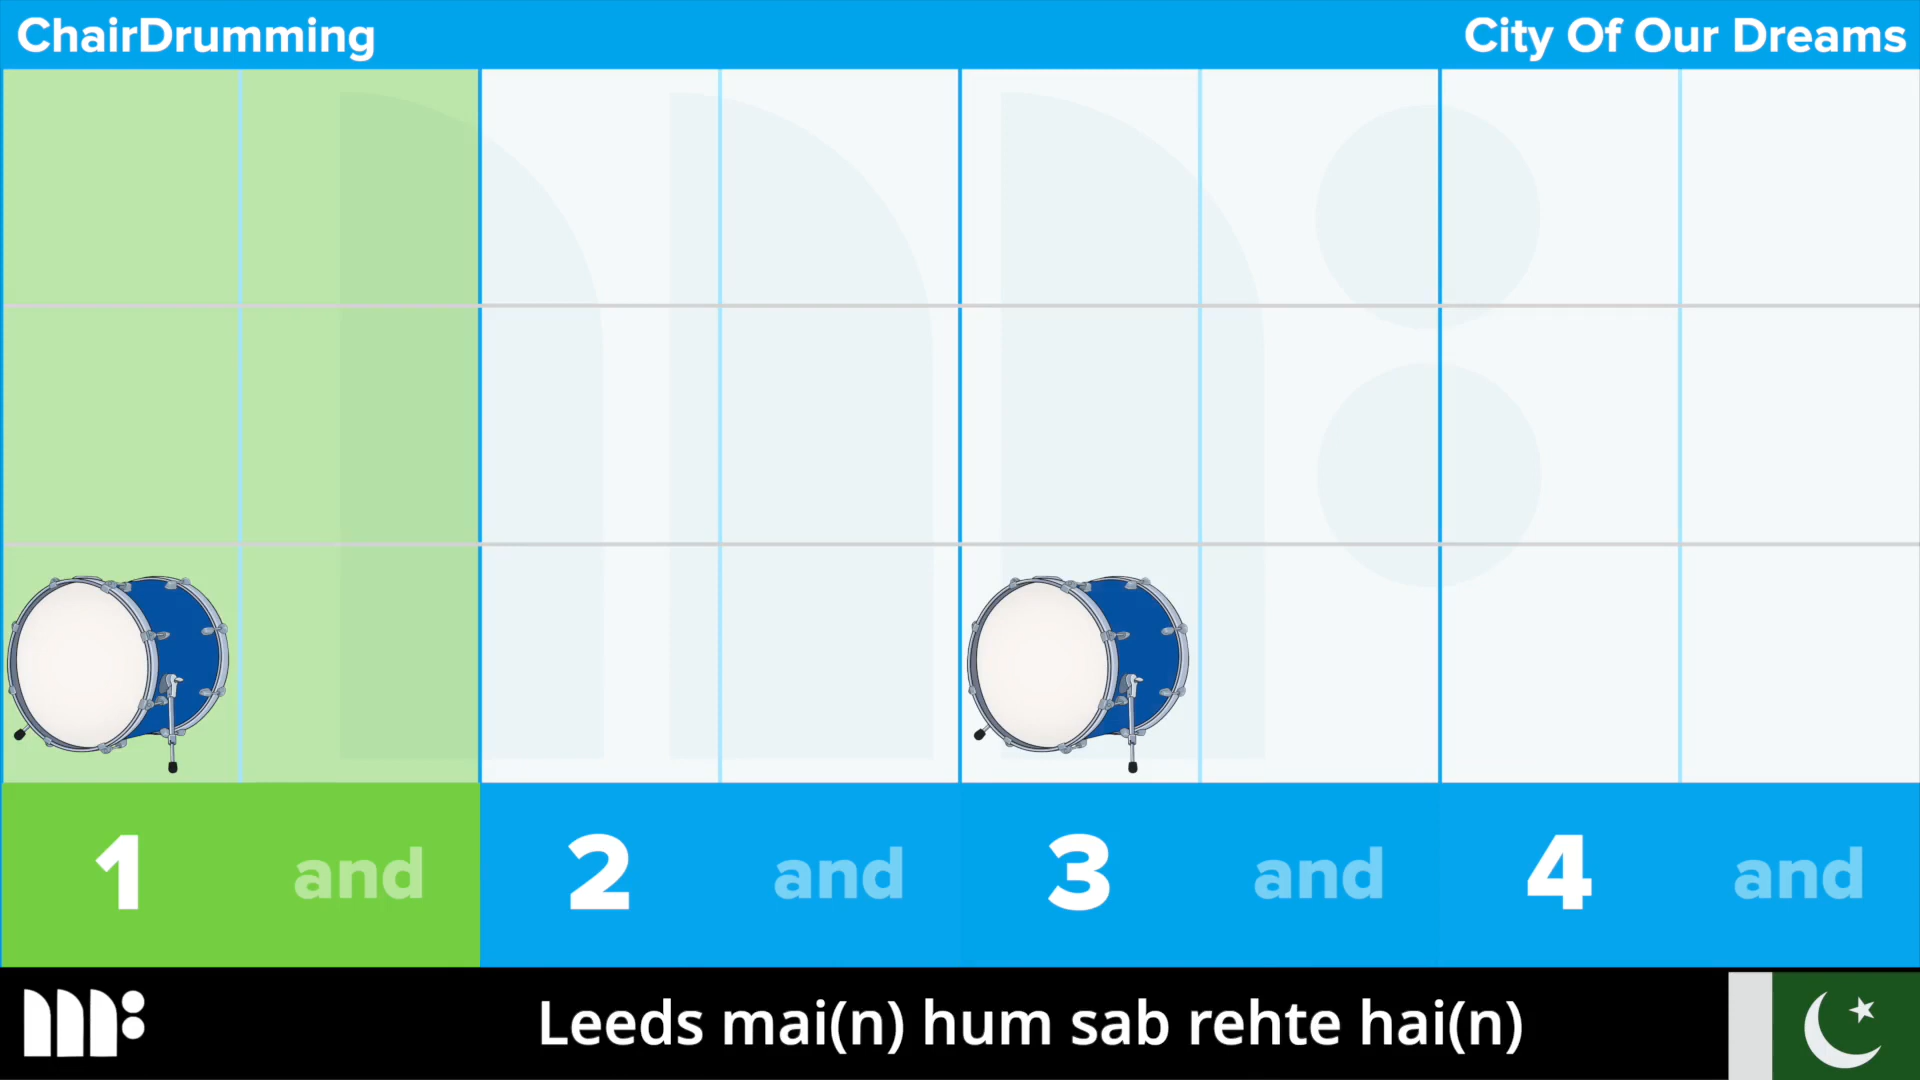 ChairDrumming
City Of Our Dreams
1 and 2 and 3 and 4 and
Leeds mai(n) hum sab rehte hai(n)